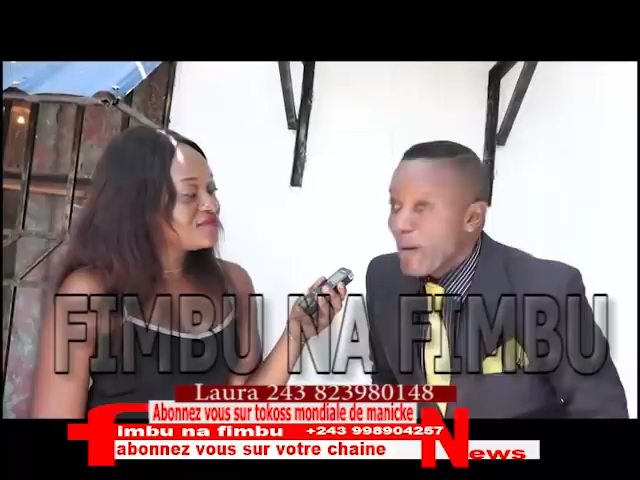 FIMBU NA FIMBU
Laura 243 823980148
Abonnez vous sur tokoss mondiale de manicke
fimbu na fimbu +243 998904257
abonnez vous sur votre chaine News